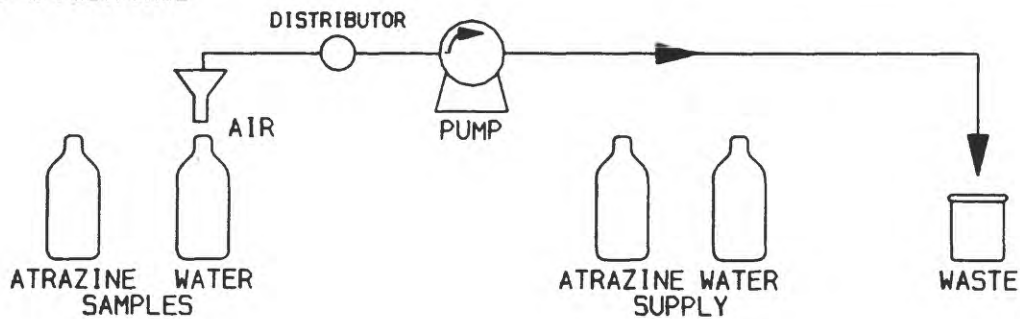 DISTRIBUTOR
AIR
PUMP
ATRAZINE WATER
SAMPLES
ATRAZINE WATER
SUPPLY
WASTE